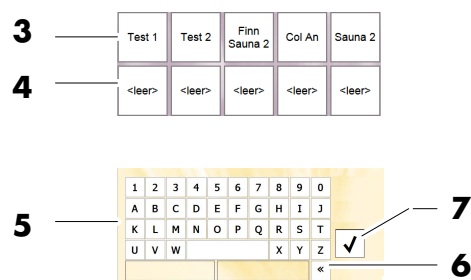 3
Test 1 Test 2 Finn Sauna 2 Col An Sauna 2
4
<leer> <leer> <leer> <leer> <leer>
5
1 2 3 4 5 6 7 8 9 0
A B C D E F G H I J
K L M N O P Q R S T
U V W X Y Z
«
✓
7
6